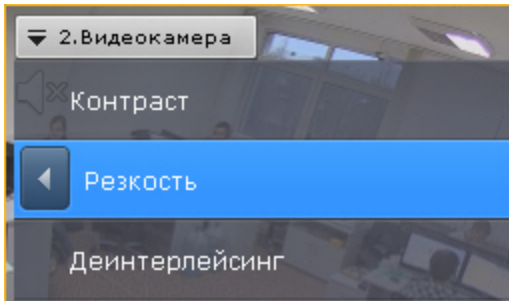 2.Видеокамера
Контраст
Резкость
Деинтерлейсинг